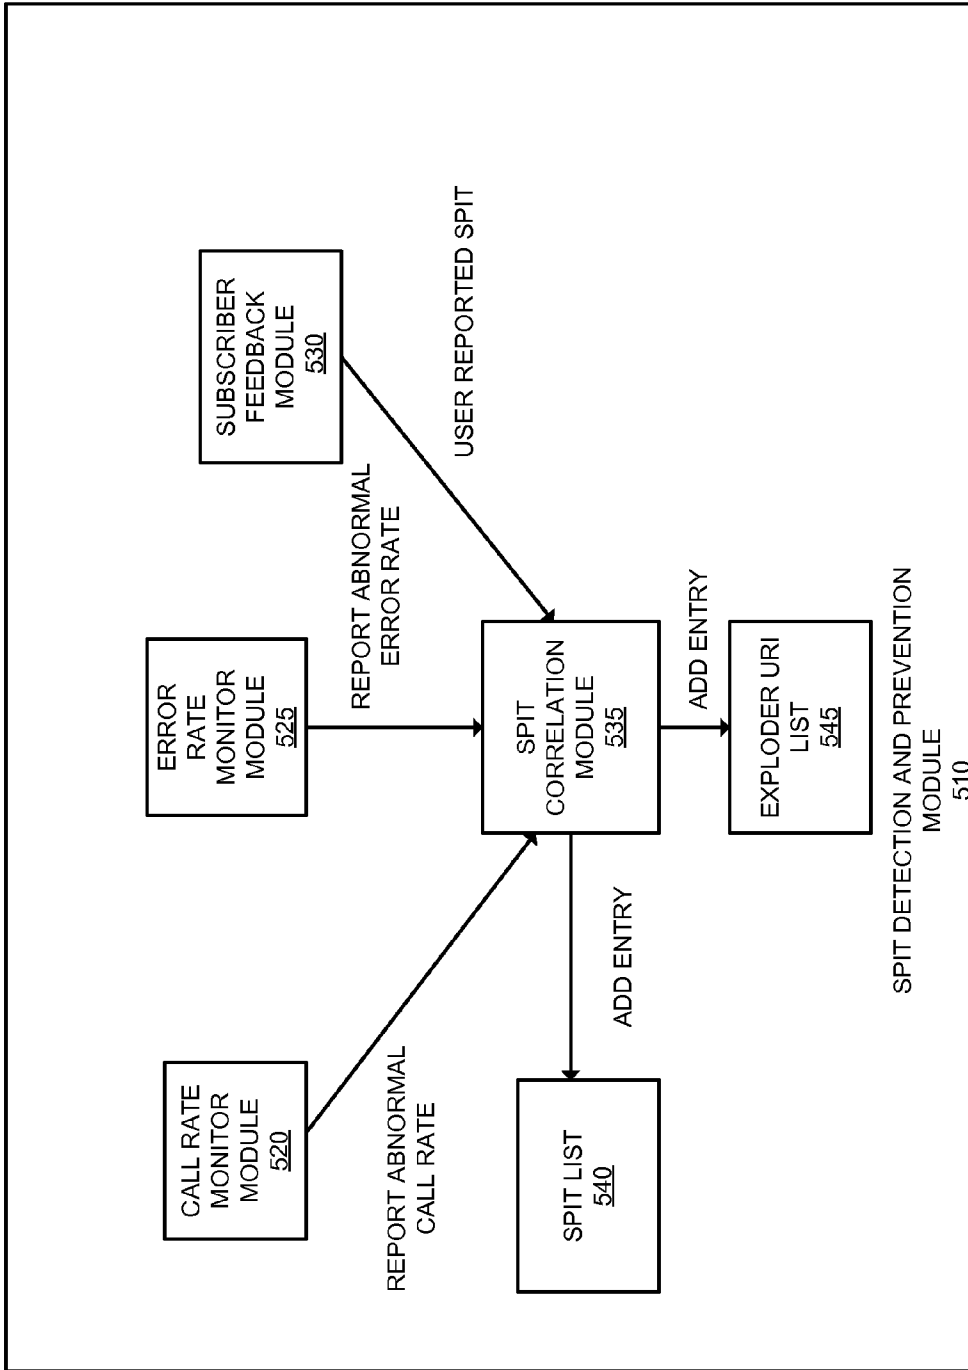 CALL RATE
MONITOR
MODULE
520
ERROR
RATE
MONITOR
MODULE
525
SUBSCRIBER
FEEDBACK
MODULE
530
REPORT ABNORMAL
CALL RATE
REPORT ABNORMAL
ERROR RATE
USER REPORTED SPIT
SPIT
CORRELATION
MODULE
535
ADD ENTRY
ADD ENTRY
SPIT LIST
540
EXPLODER URI
LIST
545
SPIT DETECTION AND PREVENTION
MODULE
510